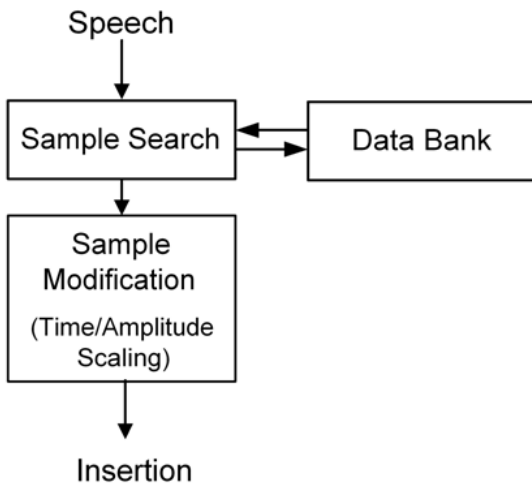 Speech
Sample Search
Data Bank
Sample
Modification
(Time/Amplitude
Scaling)
Insertion